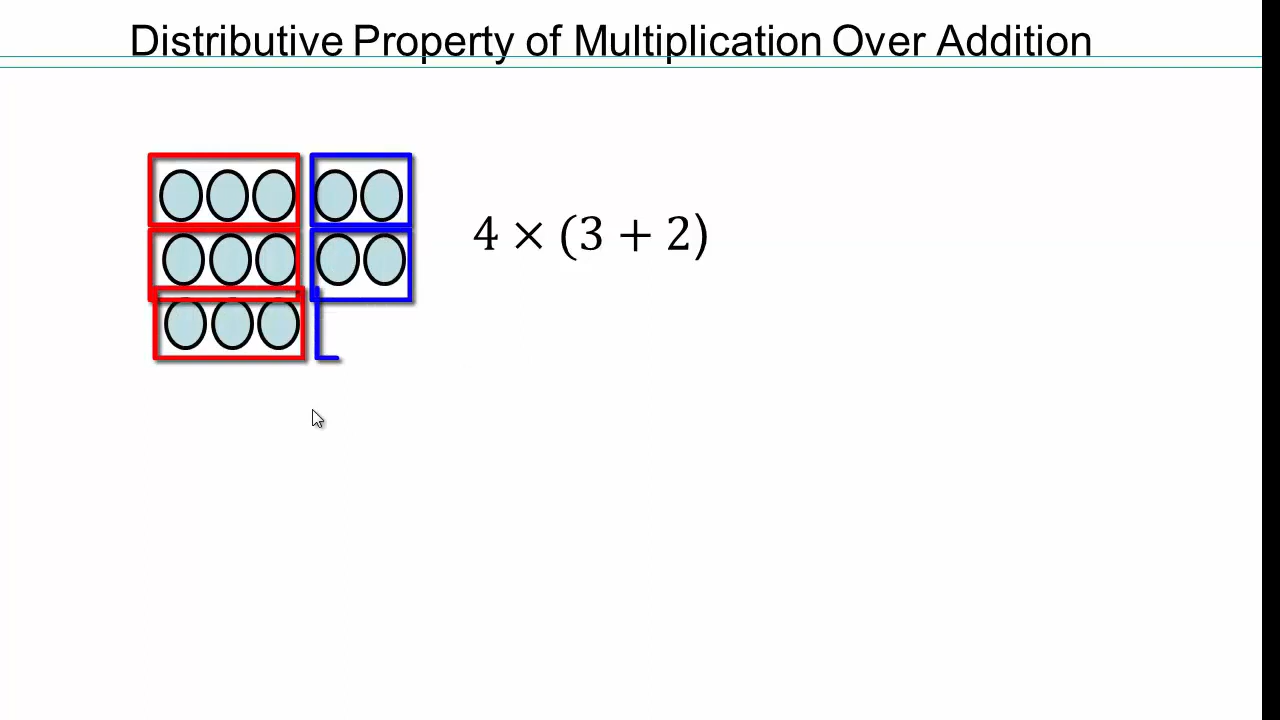 Distributive Property of Multiplication Over Addition
4 × (3 + 2)